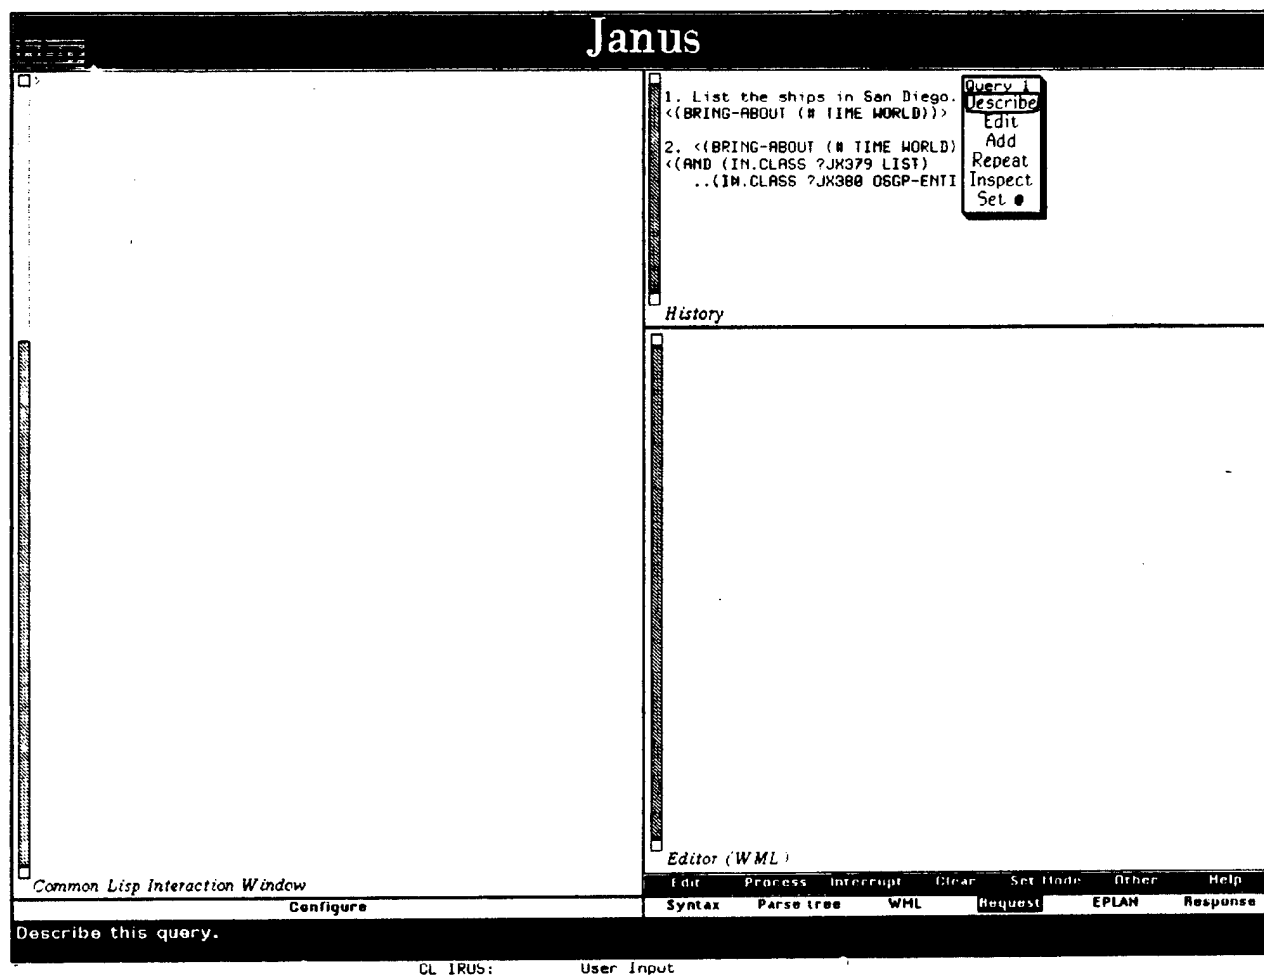 Janus
>
1. List the ships in San Diego.
<(BRING-ABOUT (# TIME WORLD))>
2. <(BRING-ABOUT (# TIME WORLD)
<(AND (IN.CLASS ?JX379 LIST)
..(IN.CLASS ?JX380 OSGP-ENTI
Query 1
Describe
Edit
Add
Repeat
Inspect
Set
History
Editor (WML)
Common Lisp Interaction Window
Edit Process Interrupt Clear Set Mode Other Help
Configure
Syntax Parse tree WML Request EPLAN Response
Describe this query.
CL IRUS: User Input